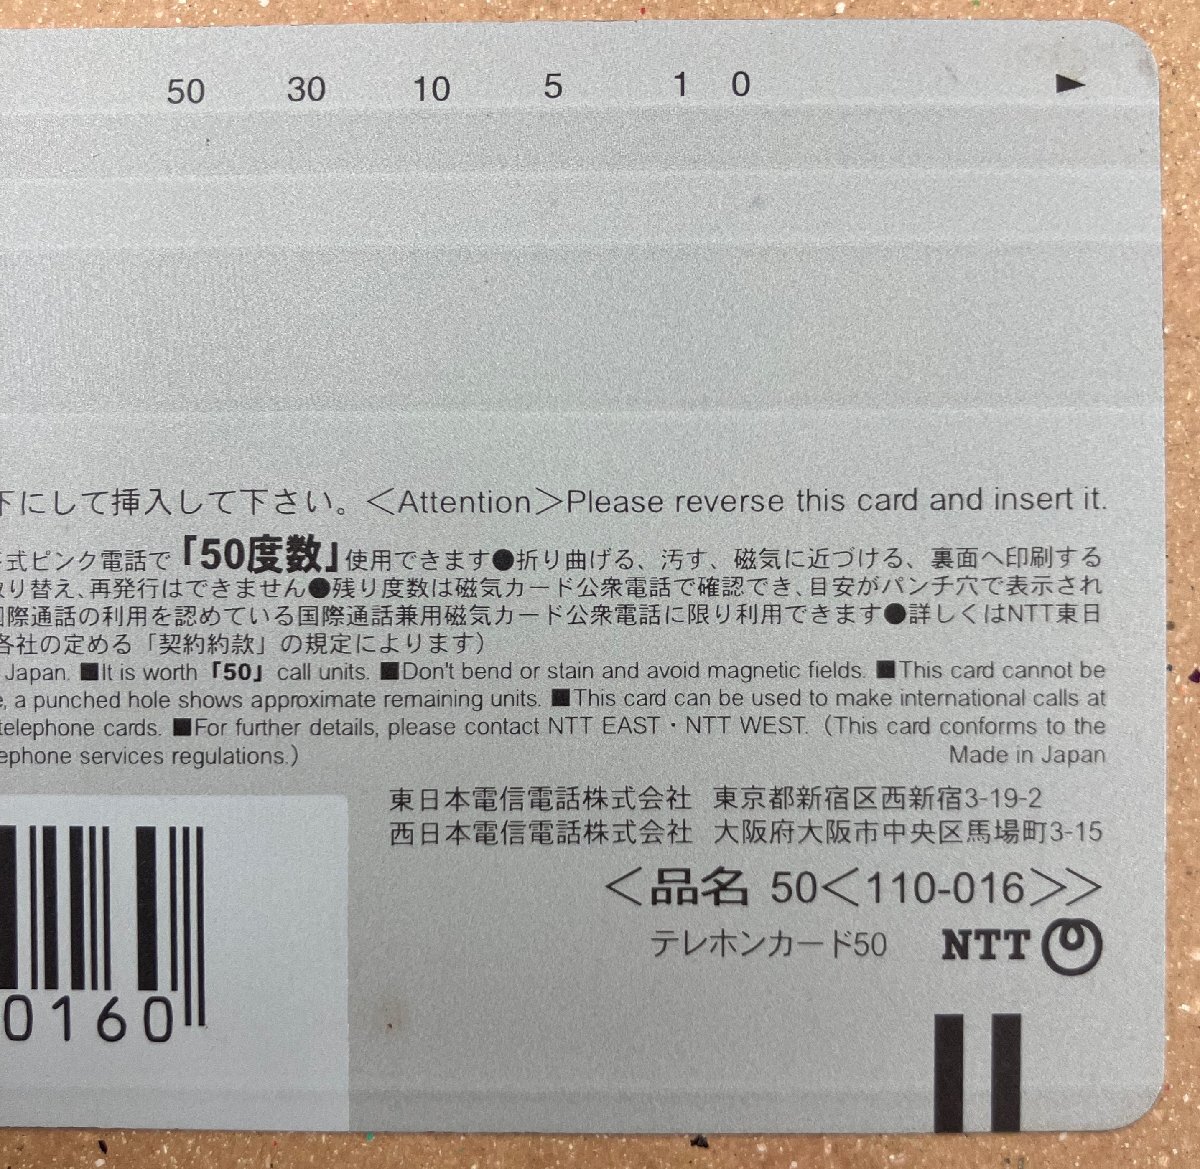 50 30 10 5 1 0
下にして挿入して下さい。＜Attention＞Please reverse this card and insert it.
式ピンク電話で「50度数」使用できます●折り曲げる、汚す、磁気に近づける、裏面へ印刷する
り替え、再発行はできません●残り度数は磁気カード公衆電話で確認でき、目安がパンチ穴で表示され
際通話の利用を認めている国際通話兼用磁気カード公衆電話に限り利用できます●詳しくはNTT東日
各社の定める「契約約款」の規定によります）
Japan. ■It is worth 「50」 call units. ■Don't bend or stain and avoid magnetic fields. ■This card cannot be
, a punched hole shows approximate remaining units. ■This card can be used to make international calls at
telephone cards. ■For further details, please contact NTT EAST・NTT WEST.（This card conforms to the
ephone services regulations.）
Made in Japan
東日本電信電話株式会社 東京都新宿区西新宿3-19-2
西日本電信電話株式会社 大阪府大阪市中央区馬場町3-15
＜品名 50＜110-016＞＞
テレホンカード50 NTT
0160